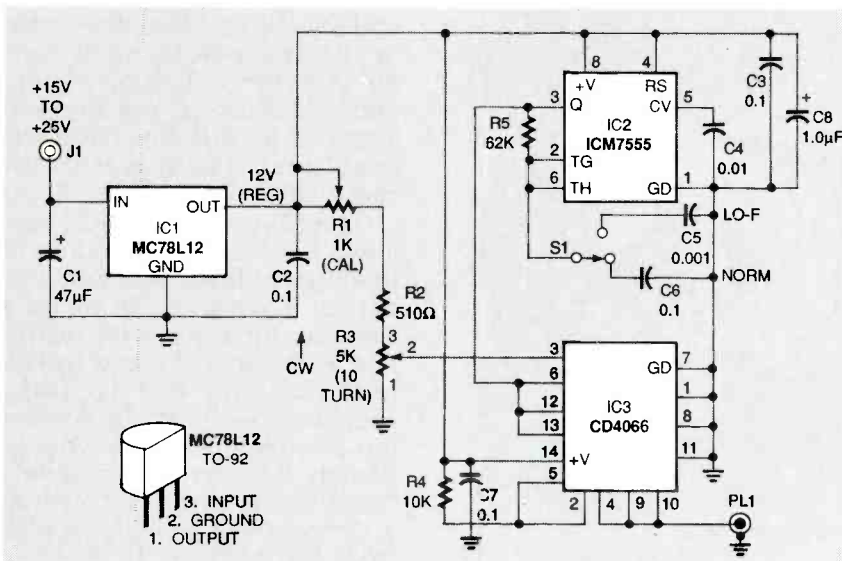 +15V
TO
+25V
J1
IN
OUT
IC1
MC78L12
GND
C1
47µF
+
12V
(REG)
R1
1K
(CAL)
C2
0.1
R2
510Ω
R3
5K
(10
TURN)
3
2
1
CW
MC78L12
TO-92
3. INPUT
2. GROUND
1. OUTPUT
8
4
+V
RS
3
Q
CV
5
IC2
ICM7555
R5
62K
2
TG
6
TH
GD
1
C4
0.01
C3
0.1
+
C8
1.0µF
LO-F
C5
0.001
S1
NORM
C6
0.1
3
6
12
13
14
+V
5
IC3
CD4066
GD
7
1
8
11
2
4
9
10
R4
10K
C7
0.1
PL1